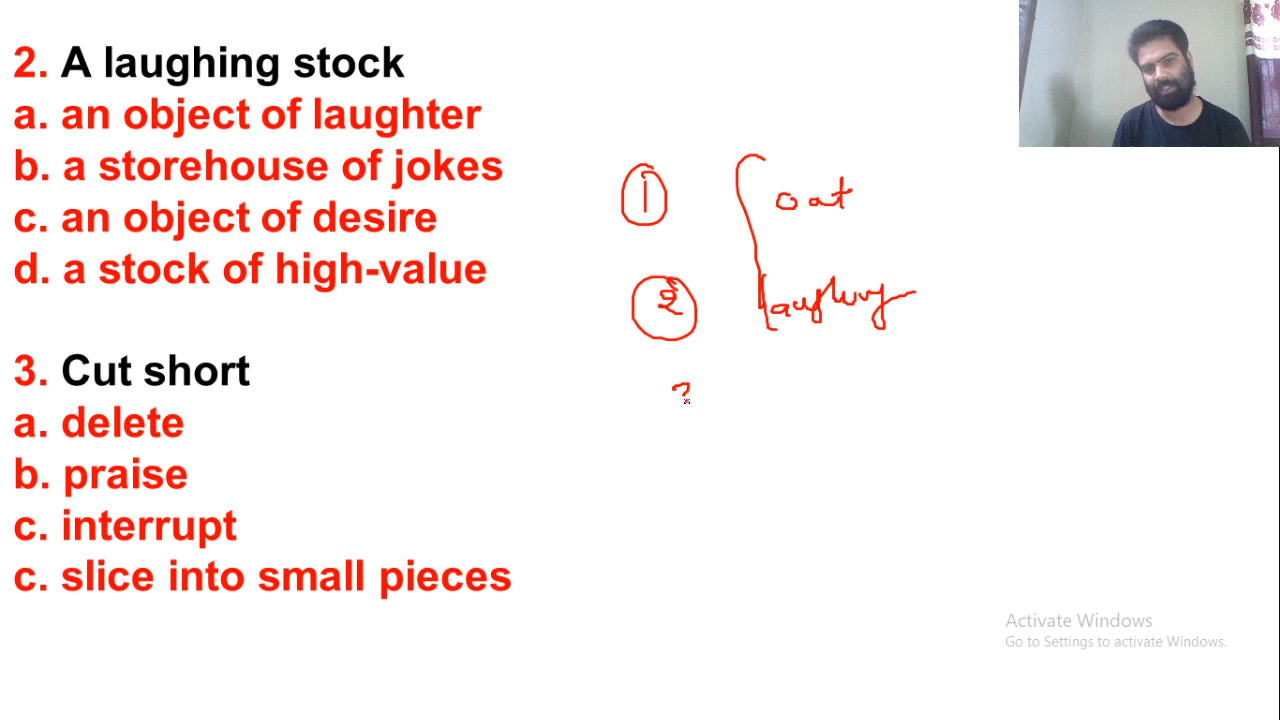 2. A laughing stock
a. an object of laughter
b. a storehouse of jokes
c. an object of desire
d. a stock of high-value
3. Cut short
a. delete
b. praise
c. interrupt
c. slice into small pieces
1 oat
2 laughing
Activate Windows
Go to Settings to activate Windows.